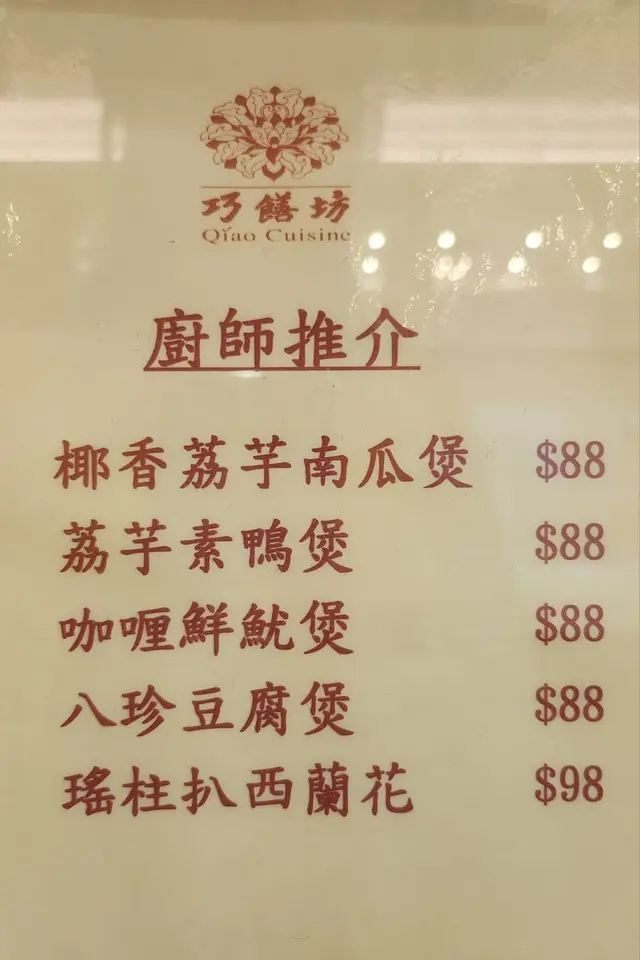 巧饍坊
Qiao Cuisine
廚師推介
椰香荔芋南瓜煲 $88
荔芋素鴨煲 $88
咖喱鮮魷煲 $88
八珍豆腐煲 $88
瑤柱扒西蘭花 $98